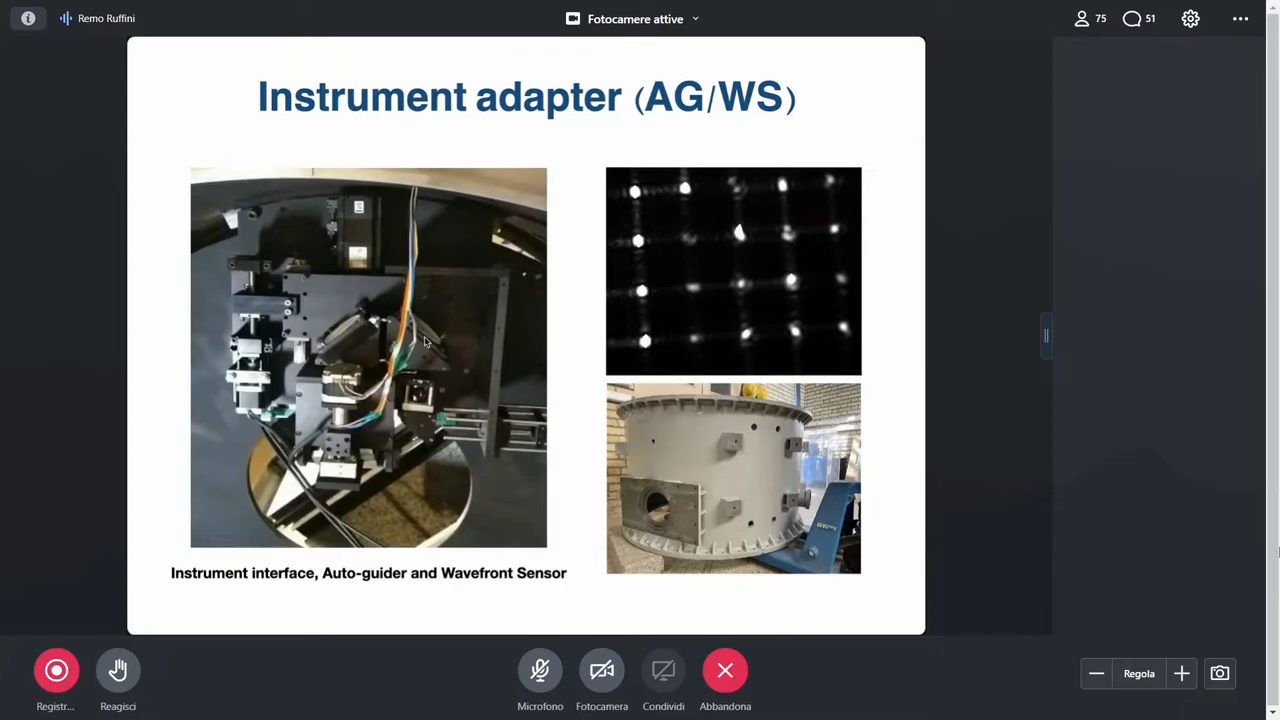 Remo Ruffini
Fotocamere attive
75
51
Instrument adapter (AG/WS)
Instrument interface, Auto-guider and Wavefront Sensor
Registr...
Reagisci
Microfono
Fotocamera
Condividi
Abbandona
Regola